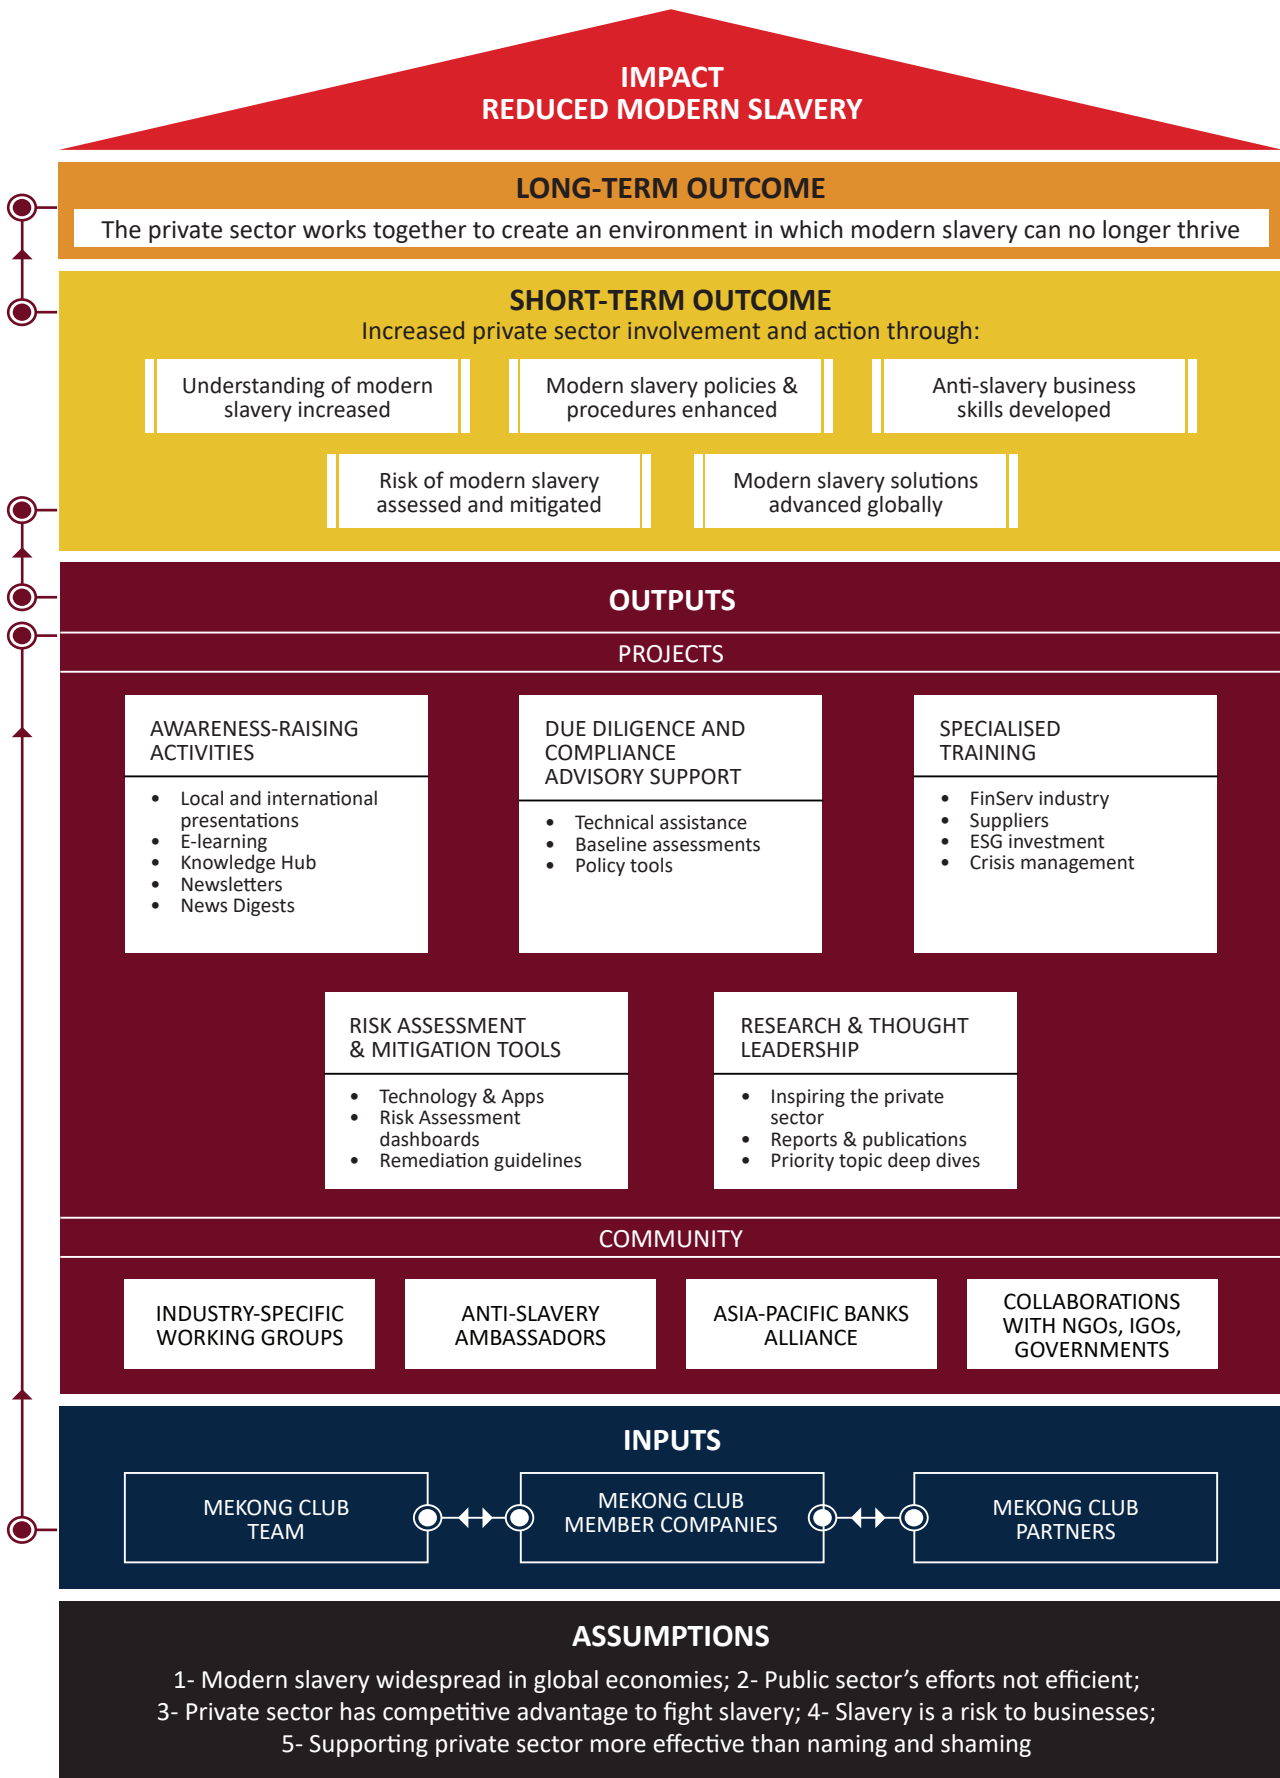 IMPACT
REDUCED MODERN SLAVERY
LONG-TERM OUTCOME
The private sector works together to create an environment in which modern slavery can no longer thrive
SHORT-TERM OUTCOME
Increased private sector involvement and action through:
Understanding of modern
slavery increased
Modern slavery policies &
procedures enhanced
Anti-slavery business
skills developed
Risk of modern slavery
assessed and mitigated
Modern slavery solutions
advanced globally
OUTPUTS
PROJECTS
AWARENESS-RAISING
ACTIVITIES
• Local and international
presentations
• E-learning
• Knowledge Hub
• Newsletters
• News Digests
DUE DILIGENCE AND
COMPLIANCE
ADVISORY SUPPORT
• Technical assistance
• Baseline assessments
• Policy tools
SPECIALISED
TRAINING
• FinServ industry
• Suppliers
• ESG investment
• Crisis management
RISK ASSESSMENT
& MITIGATION TOOLS
• Technology & Apps
• Risk Assessment
dashboards
• Remediation guidelines
RESEARCH & THOUGHT
LEADERSHIP
• Inspiring the private
sector
• Reports & publications
• Priority topic deep dives
COMMUNITY
INDUSTRY-SPECIFIC
WORKING GROUPS
ANTI-SLAVERY
AMBASSADORS
ASIA-PACIFIC BANKS
ALLIANCE
COLLABORATIONS
WITH NGOs, IGOs,
GOVERNMENTS
INPUTS
MEKONG CLUB
TEAM
MEKONG CLUB
MEMBER COMPANIES
MEKONG CLUB
PARTNERS
ASSUMPTIONS
1- Modern slavery widespread in global economies; 2- Public sector's efforts not efficient;
3- Private sector has competitive advantage to fight slavery; 4- Slavery is a risk to businesses;
5- Supporting private sector more effective than naming and shaming